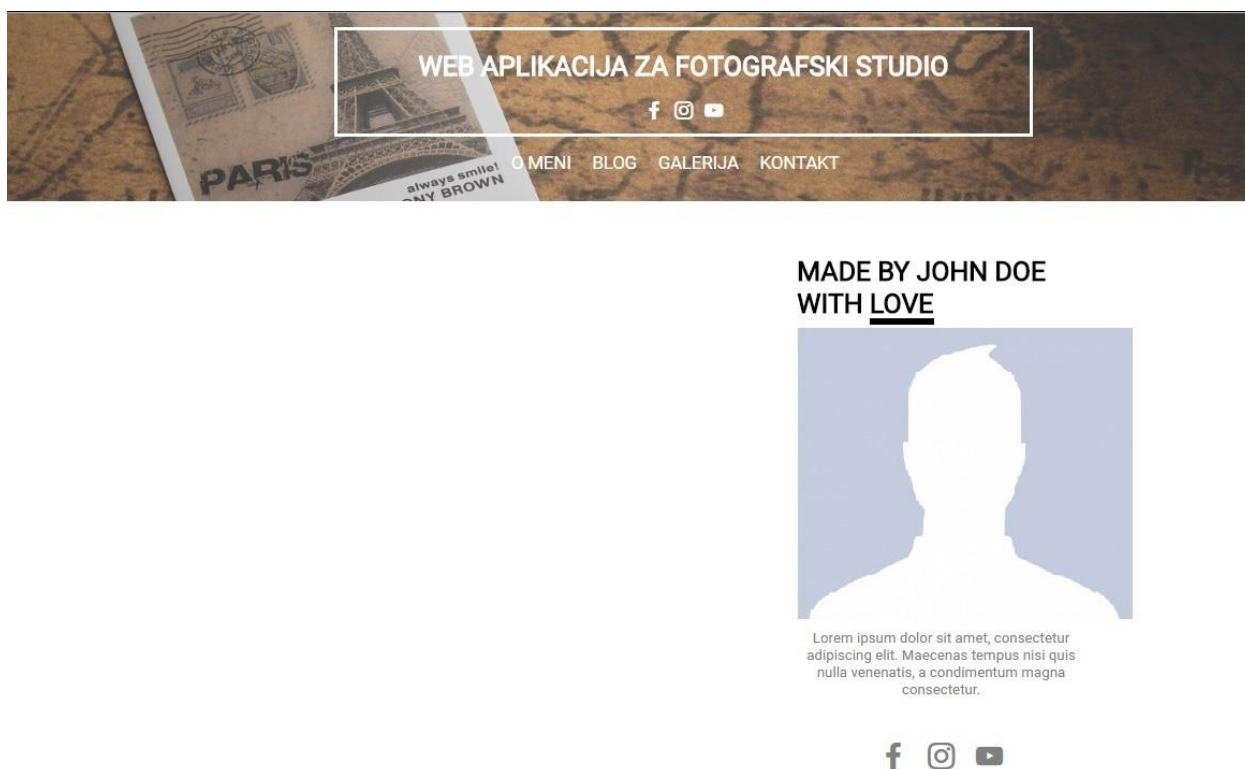 WEB APLIKACIJA ZA FOTOGRAFSKI STUDIO
O MENI BLOG GALERIJA KONTAKT
PARIS
always smile!
NY BROWN
MADE BY JOHN DOE
WITH LOVE
Lorem ipsum dolor sit amet, consectetur
adipiscing elit. Maecenas tempus nisi quis
nulla venenatis, a condimentum magna
consectetur.